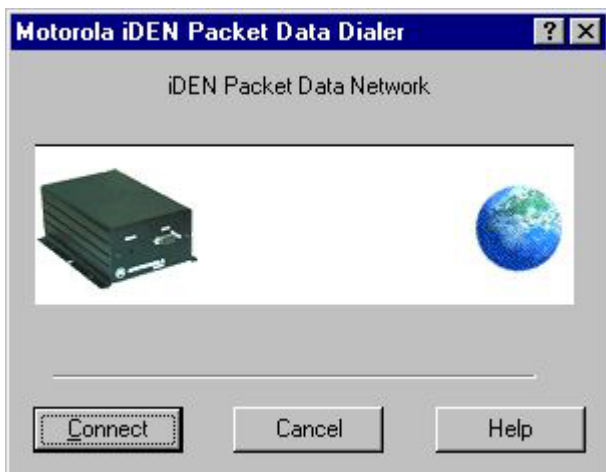 Motorola iDEN Packet Data Dialer
iDEN Packet Data Network
Connect
Cancel
Help